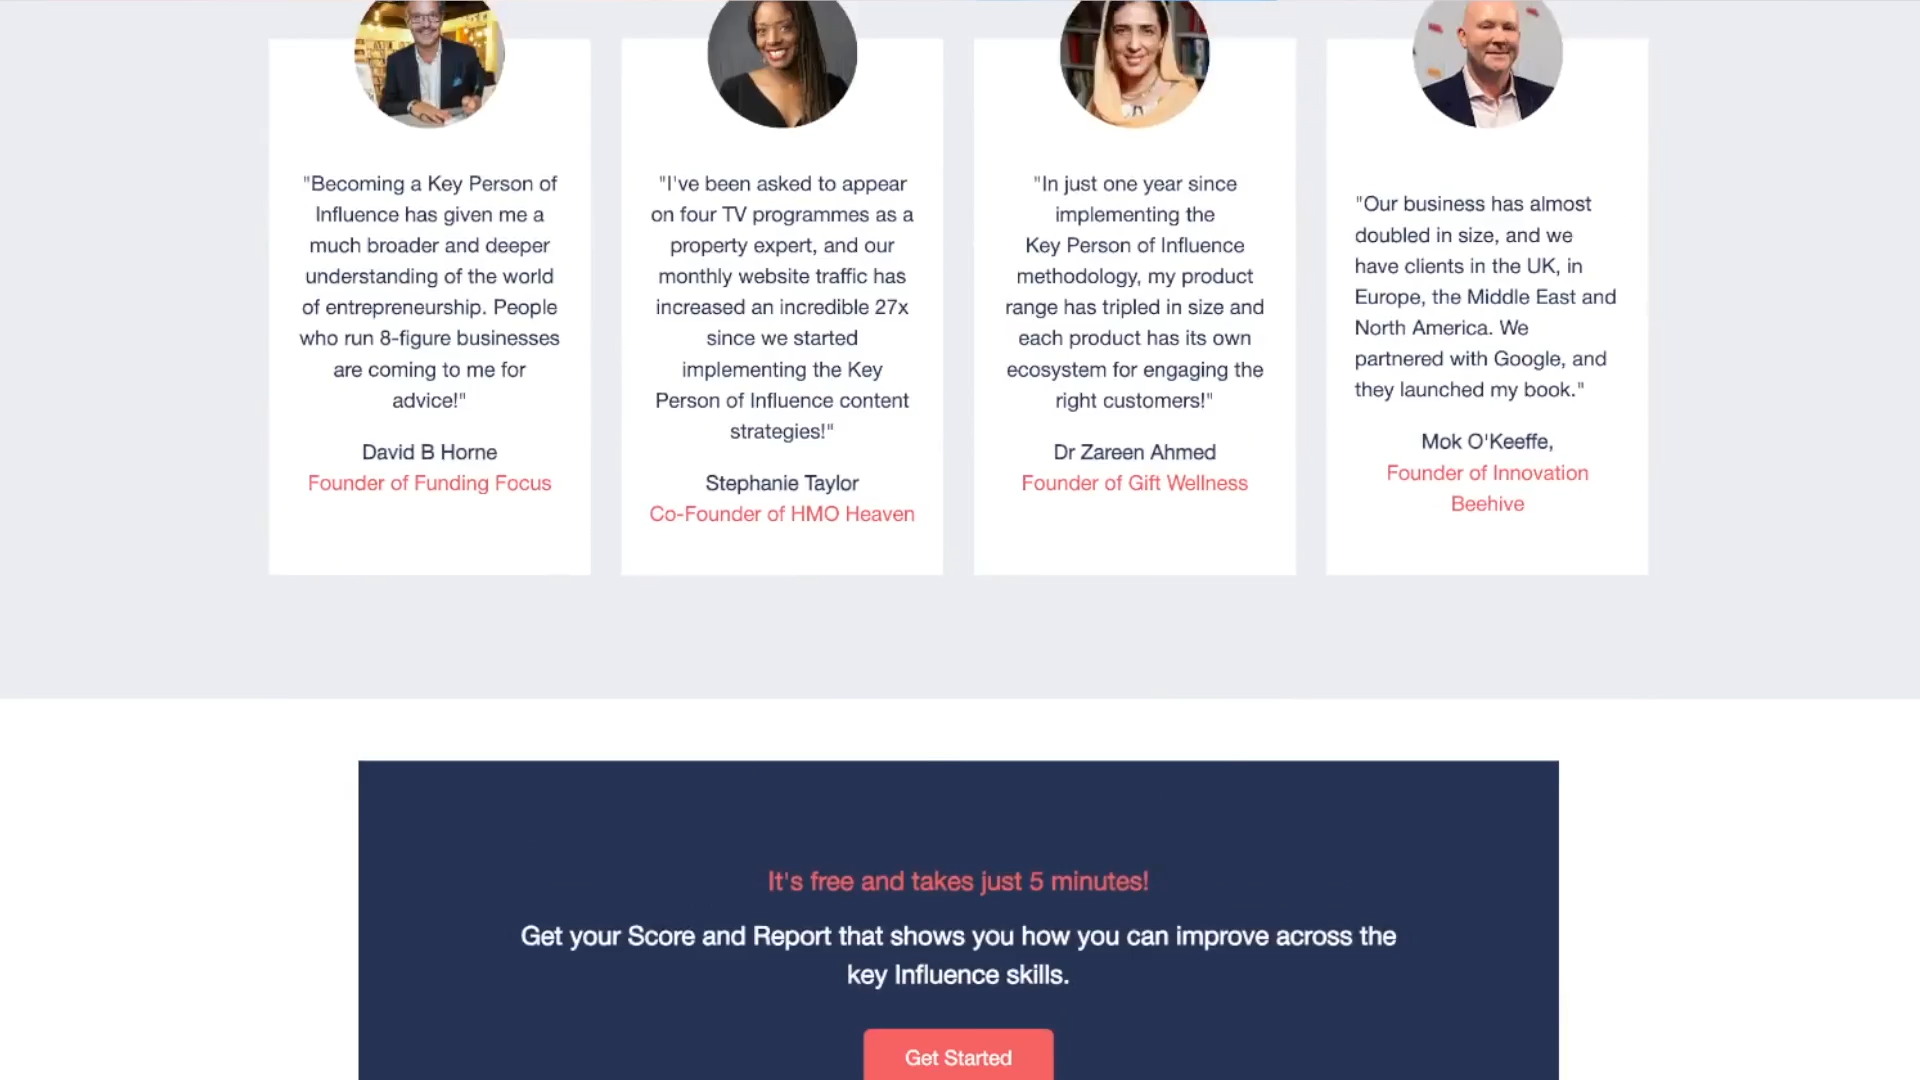 "Becoming a Key Person of
Influence has given me a
much broader and deeper
understanding of the world
of entrepreneurship. People
who run 8-figure businesses
are coming to me for
advice!"
David B Horne
Founder of Funding Focus
"I've been asked to appear
on four TV programmes as a
property expert, and our
monthly website traffic has
increased an incredible 27x
since we started
implementing the Key
Person of Influence content
strategies!"
Stephanie Taylor
Co-Founder of HMO Heaven
"In just one year since
implementing the
Key Person of Influence
methodology, my product
range has tripled in size and
each product has its own
ecosystem for engaging the
right customers!"
Dr Zareen Ahmed
Founder of Gift Wellness
"Our business has almost
doubled in size, and we
have clients in the UK, in
Europe, the Middle East and
North America. We
partnered with Google, and
they launched my book."
Mok O'Keeffe,
Founder of Innovation
Beehive
It's free and takes just 5 minutes!
Get your Score and Report that shows you how you can improve across the
key Influence skills.
Get Started